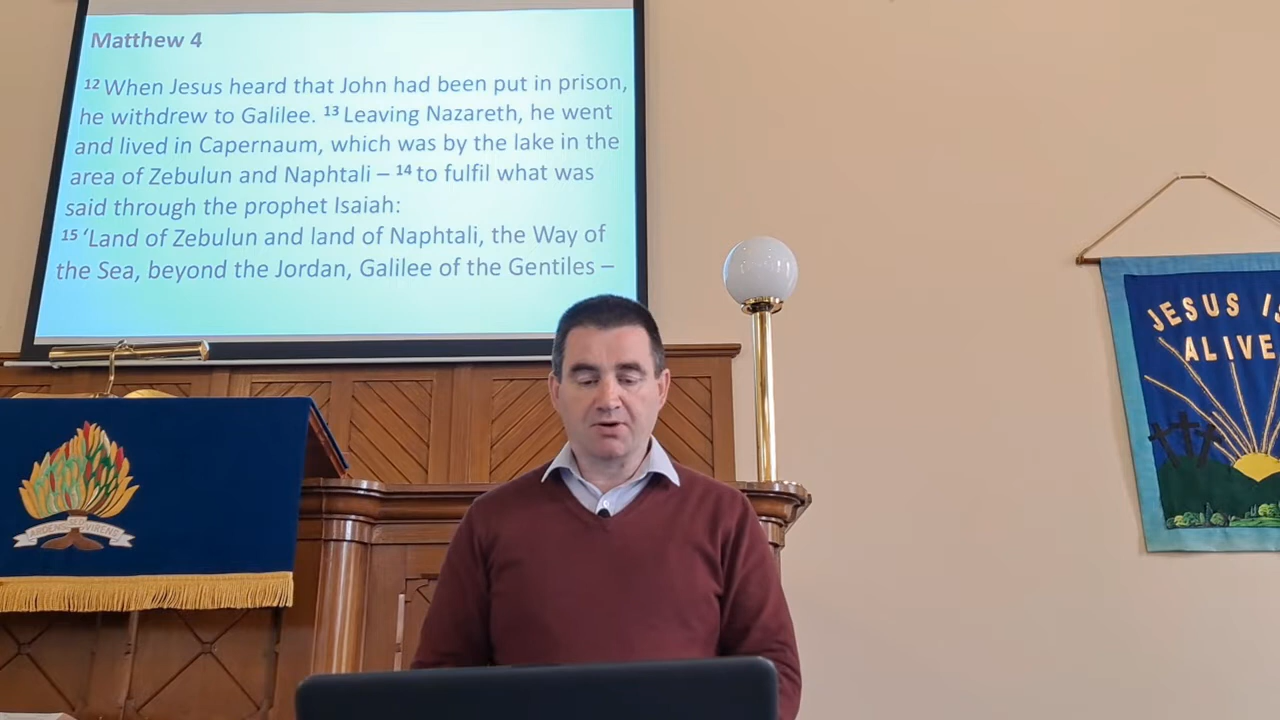 Matthew 4
¹² When Jesus heard that John had been put in prison,
he withdrew to Galilee. ¹³ Leaving Nazareth, he went
and lived in Capernaum, which was by the lake in the
area of Zebulun and Naphtali – ¹⁴ to fulfil what was
said through the prophet Isaiah:
¹⁵ ‘Land of Zebulun and land of Naphtali, the Way of
the Sea, beyond the Jordan, Galilee of the Gentiles –
JESUS IS
ALIVE
ARDENS SED VIRENS